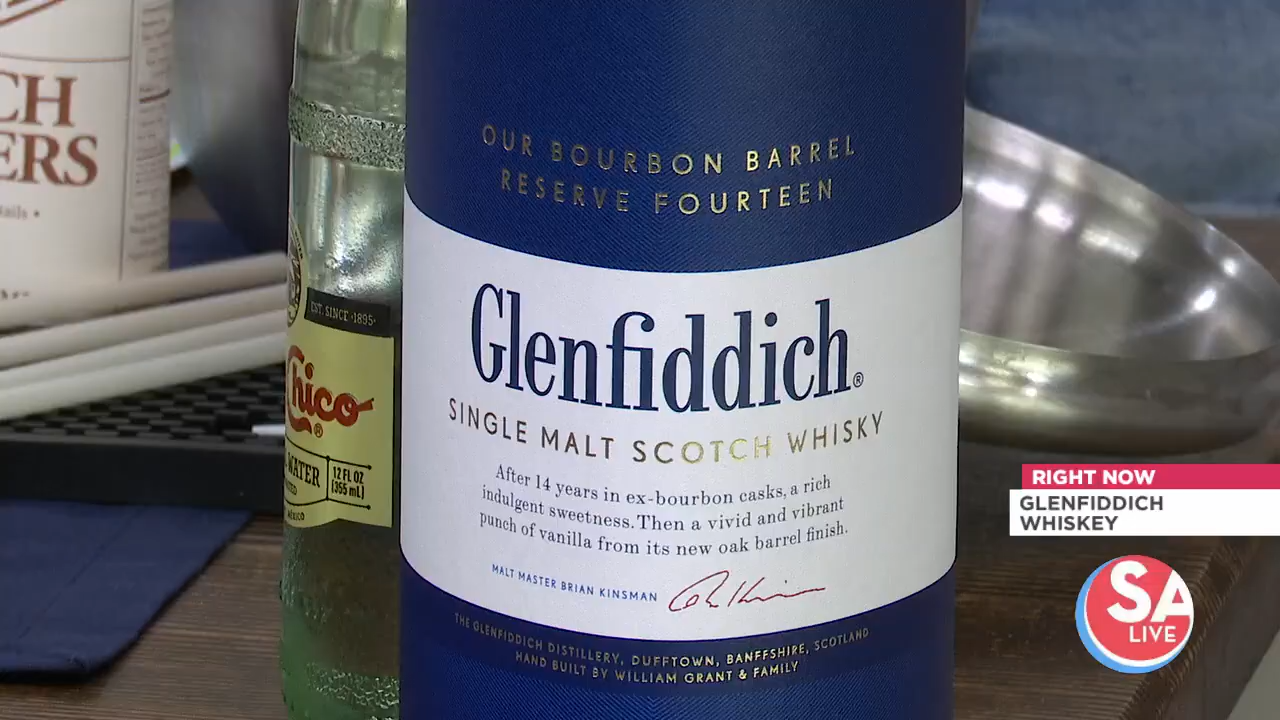 CH
ERS
OUR BOURBON BARREL
RESERVE FOURTEEN
Glenfiddich®
SINGLE MALT SCOTCH WHISKY
After 14 years in ex-bourbon casks, a rich
indulgent sweetness. Then a vivid and vibrant
punch of vanilla from its new oak barrel finish.
MALT MASTER BRIAN KINSMAN
THE GLENFIDDICH DISTILLERY, DUFFTOWN, BANFFSHIRE, SCOTLAND
HAND BUILT BY WILLIAM GRANT & FAMILY
EST. SINCE ·1895·
Chico®
WATER
12 FL OZ
(355 mL)
RIGHT NOW
GLENFIDDICH
WHISKEY
SA
LIVE